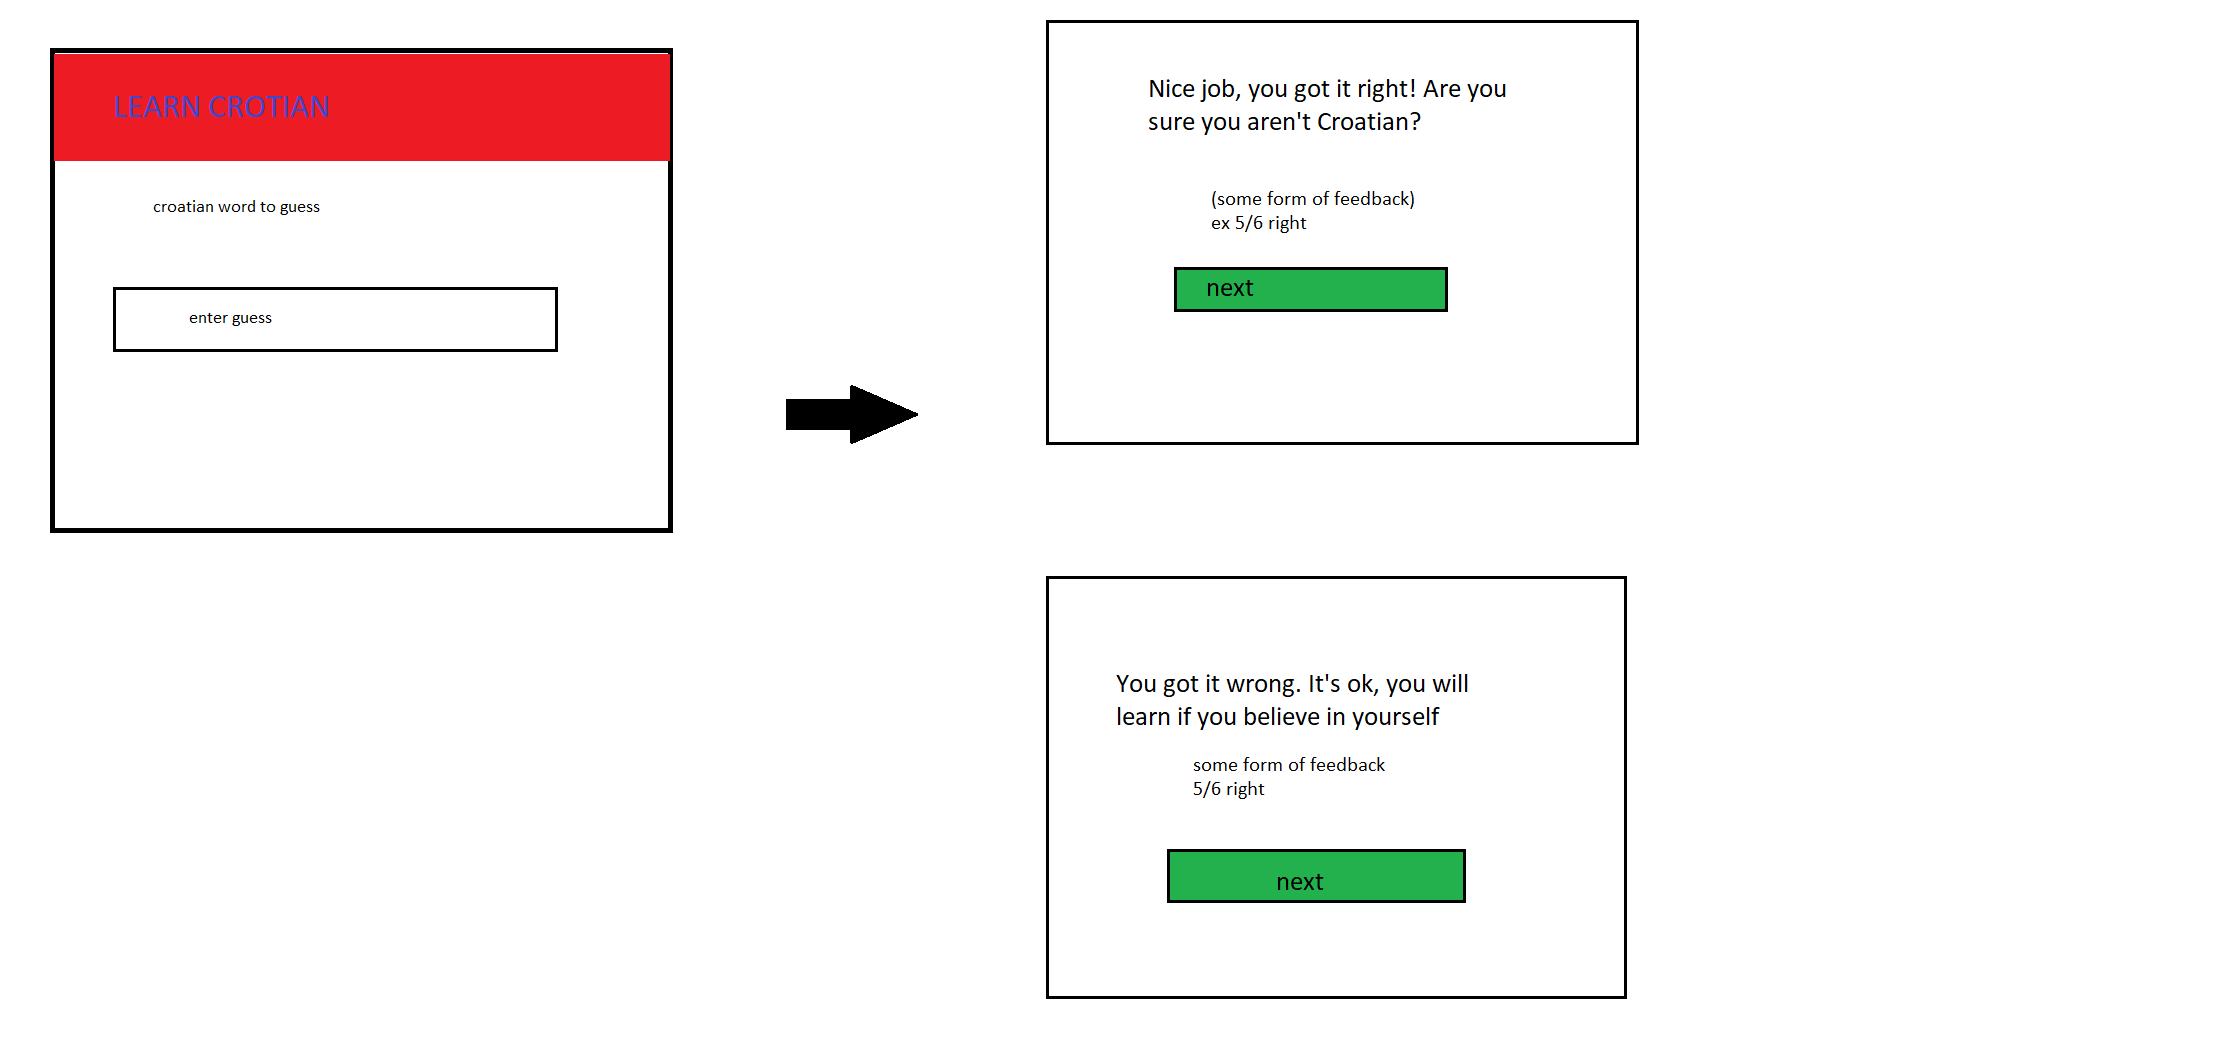 LEARN CROTIAN
croatian word to guess
enter guess
Nice job, you got it right! Are you
sure you aren't Croatian?
(some form of feedback)
ex 5/6 right
next
You got it wrong. It's ok, you will
learn if you believe in yourself
some form of feedback
5/6 right
next